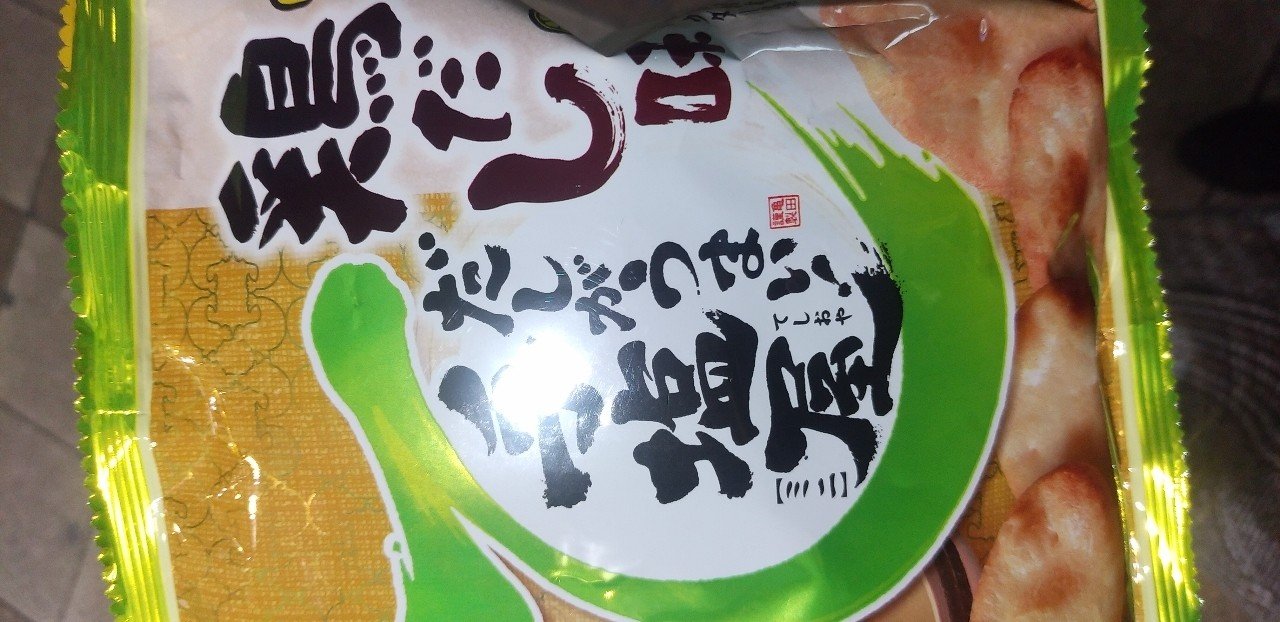 鶏だし味
だしがうまい!
亀田謹製
手塩屋
てしおや
【ミニ】